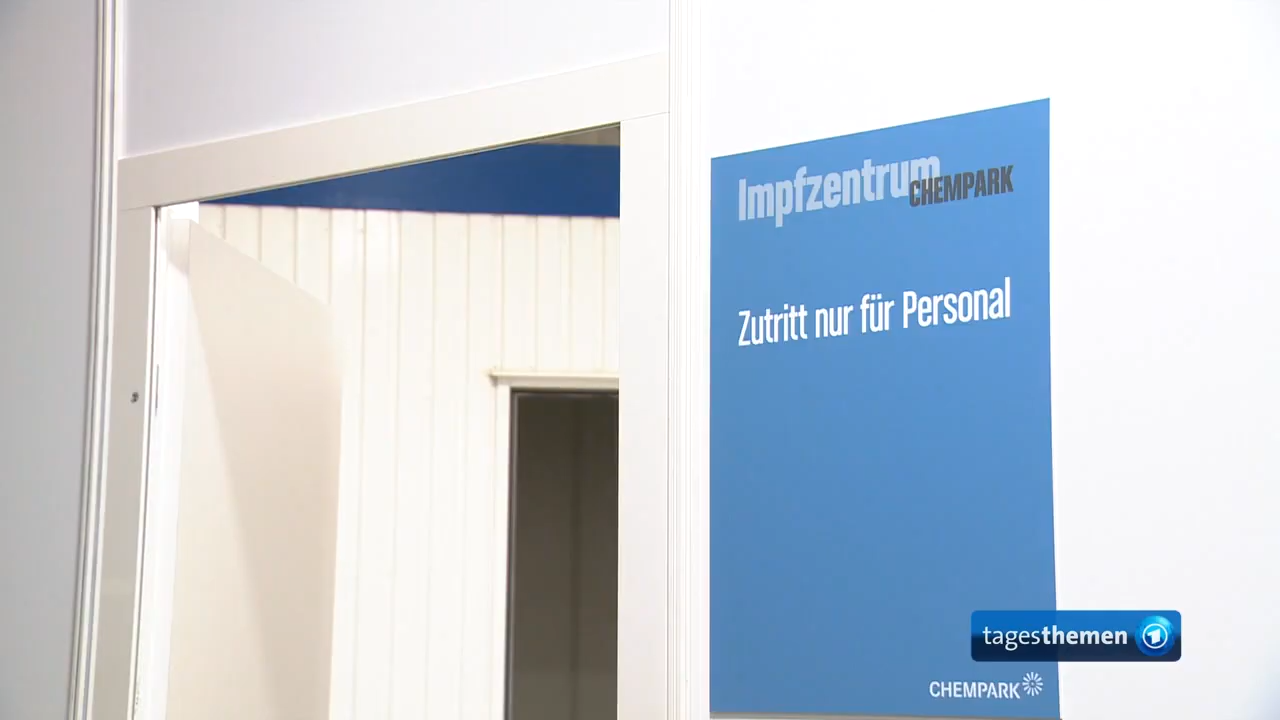 Impfzentrum
CHEMPARK
Zutritt nur für Personal
tagesthemen
CHEMPARK